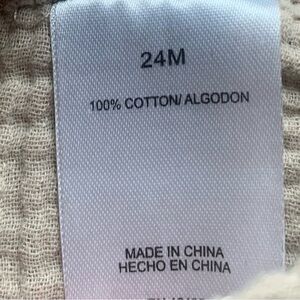 24M
100% COTTON/ ALGODON
MADE IN CHINA
HECHO EN CHINA